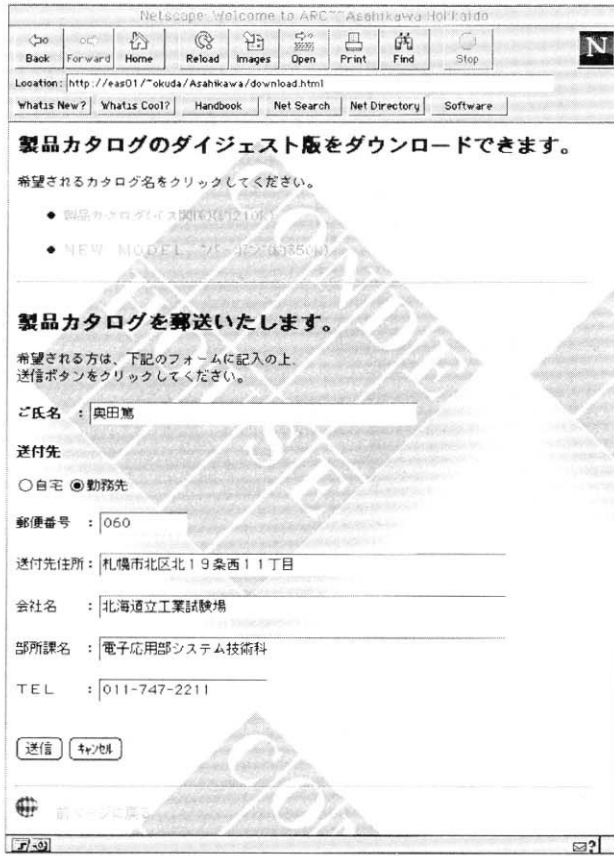 Netscape: Welcome to ARC Asahikawa Hokkaido
Back Forward Home Reload Images Open Print Find Stop
N
Location: http://eas01/~okuda/Asahikawa/download.html
What's New? What's Cool? Handbook Net Search Net Directory Software
製品カタログのダイジェスト版をダウンロードできます。
希望されるカタログ名をクリックしてください。
● 製品カタログ
● NEW MODEL
製品カタログを郵送いたします。
希望される方は、下記のフォームに記入の上、
送信ボタンをクリックしてください。
ご氏名 : 奥田篤
送付先
○自宅 ◉勤務先
郵便番号 : 060
送付先住所: 札幌市北区北19条西11丁目
会社名 : 北海道立工業試験場
部所課名 : 電子応用部システム技術科
TEL : 011-747-2211
送信 キャンセル
前ページに戻る
CONDE
HOUSE
CON